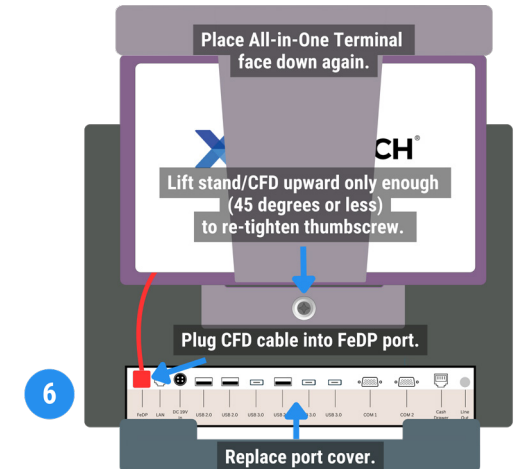 Place All-in-One Terminal
face down again.
X CH®
Lift stand/CFD upward only enough
(45 degrees or less)
to re-tighten thumbscrew.
Plug CFD cable into FeDP port.
6
FeDP LAN DC 19V In USB 2.0 USB 2.0 USB 3.0 USB 3.0 USB 3.0 COM 1 COM 2 Cash Drawer Line Out
Replace port cover.